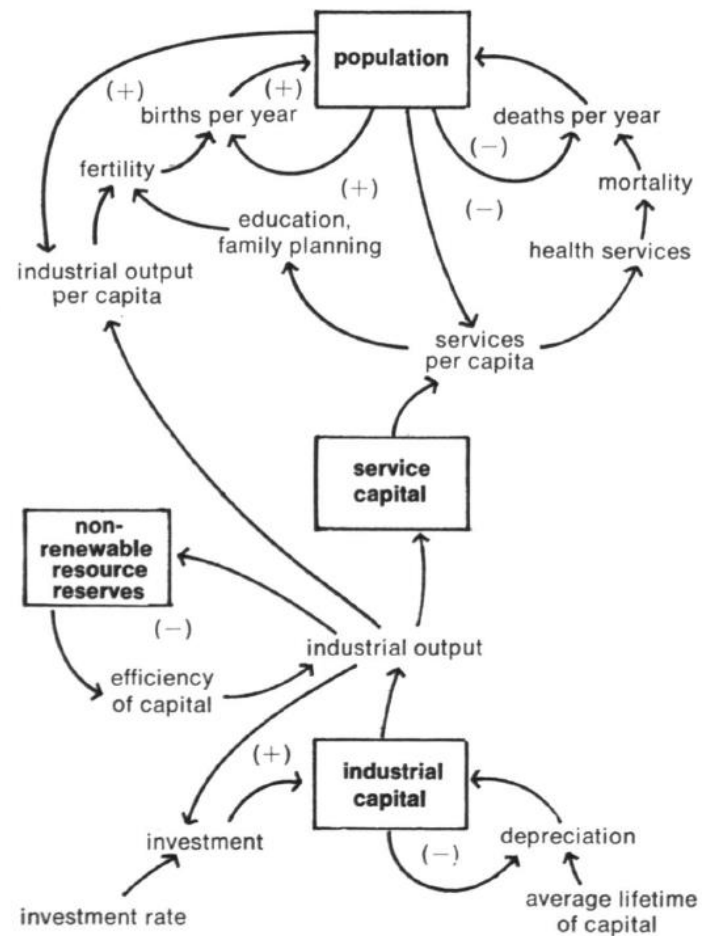 population
(+)
(+)
births per year
deaths per year
(−)
fertility
(+)
(−)
mortality
education,
family planning
health services
industrial output
per capita
services
per capita
service
capital
non-
renewable
resource
reserves
(−)
industrial output
efficiency
of capital
(+)
industrial
capital
investment
(−)
depreciation
investment rate
average lifetime
of capital